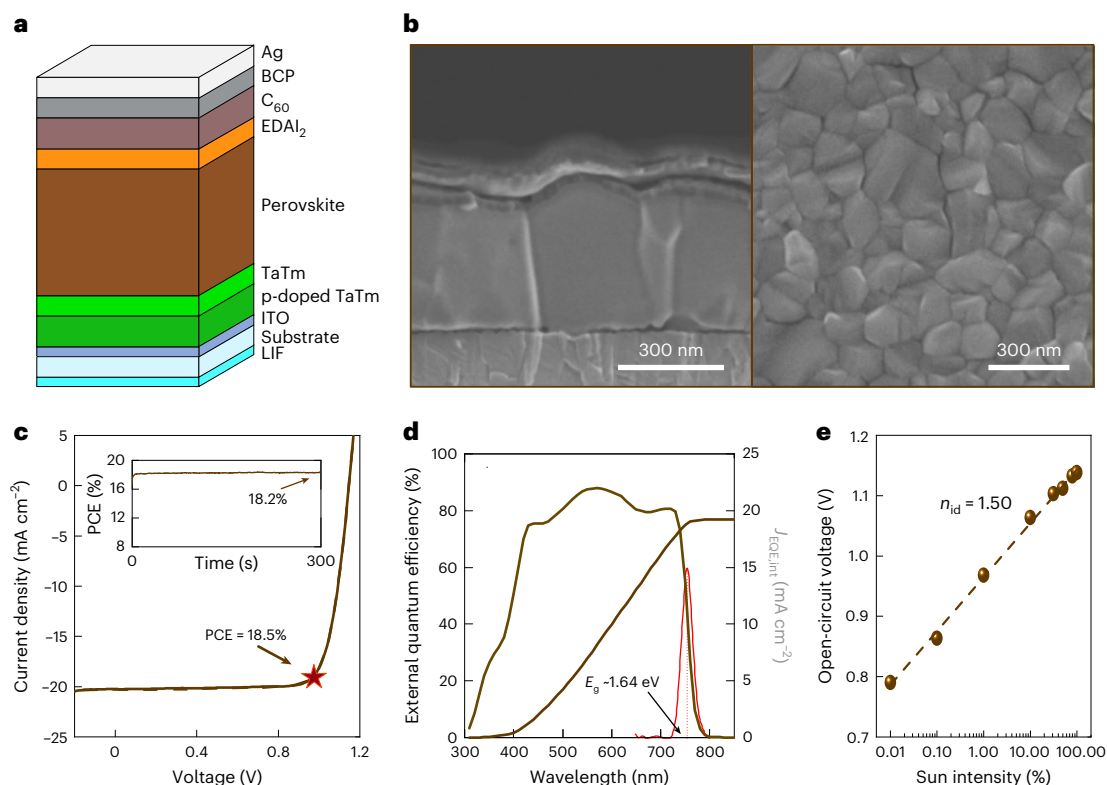 a
Ag
BCP
C60
EDAI2
Perovskite
TaTm
p-doped TaTm
ITO
Substrate
LIF
b
300 nm
300 nm
c
5
0
−5
−10
−15
−20
−25
0
0.4
0.8
1.2
Current density (mA cm−2)
Voltage (V)
20
16
12
8
PCE (%)
0
300
Time (s)
18.2%
PCE = 18.5%
d
100
80
60
40
20
0
External quantum efficiency (%)
25
20
15
10
5
0
JEQE,int (mA cm−2)
Eg ~1.64 eV
300
400
500
600
700
800
Wavelength (nm)
e
1.2
1.1
1.0
0.9
0.8
0.7
Open-circuit voltage (V)
nid = 1.50
0.01
0.10
1.00
10.00
100.00
Sun intensity (%)